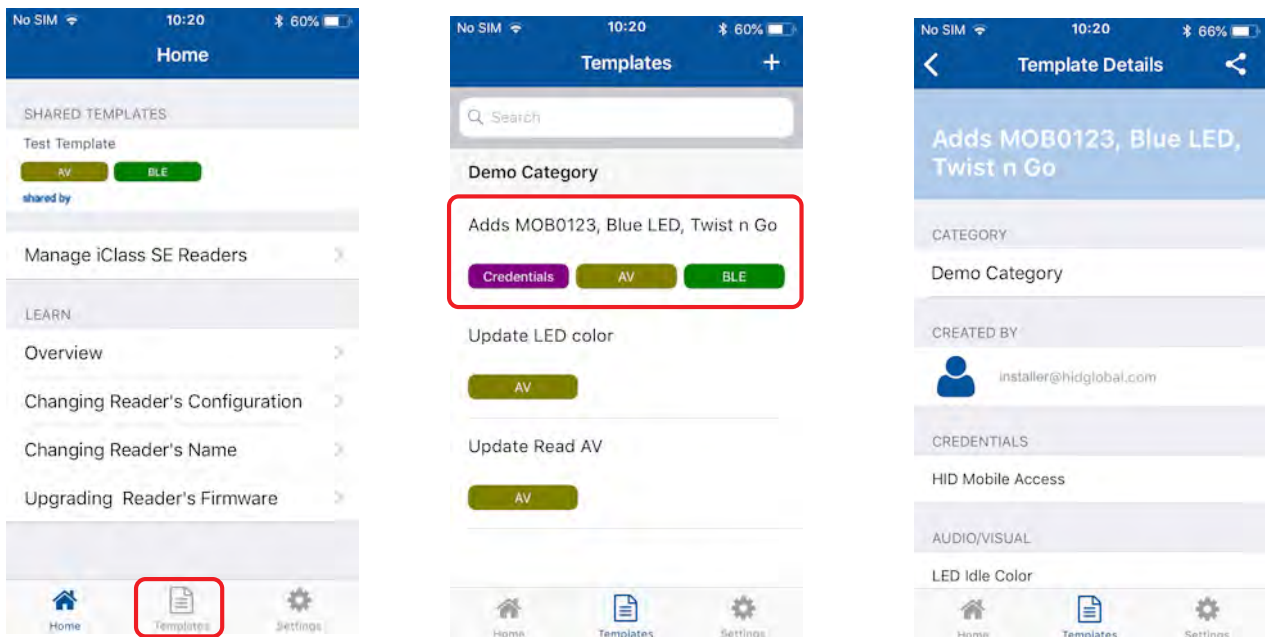 No SIM 10:20 60%
Home
SHARED TEMPLATES
Test Template
AV BLE
shared by
Manage iClass SE Readers
LEARN
Overview
Changing Reader's Configuration
Changing Reader's Name
Upgrading Reader's Firmware
Home Templates Settings
No SIM 10:20 60%
Templates +
Search
Demo Category
Adds MOB0123, Blue LED, Twist n Go
Credentials AV BLE
Update LED color
AV
Update Read AV
AV
Home Templates Settings
No SIM 10:20 66%
Template Details
Adds MOB0123, Blue LED,
Twist n Go
CATEGORY
Demo Category
CREATED BY
installer@hidglobal.com
CREDENTIALS
HID Mobile Access
AUDIO/VISUAL
LED Idle Color
Home Templates Settings